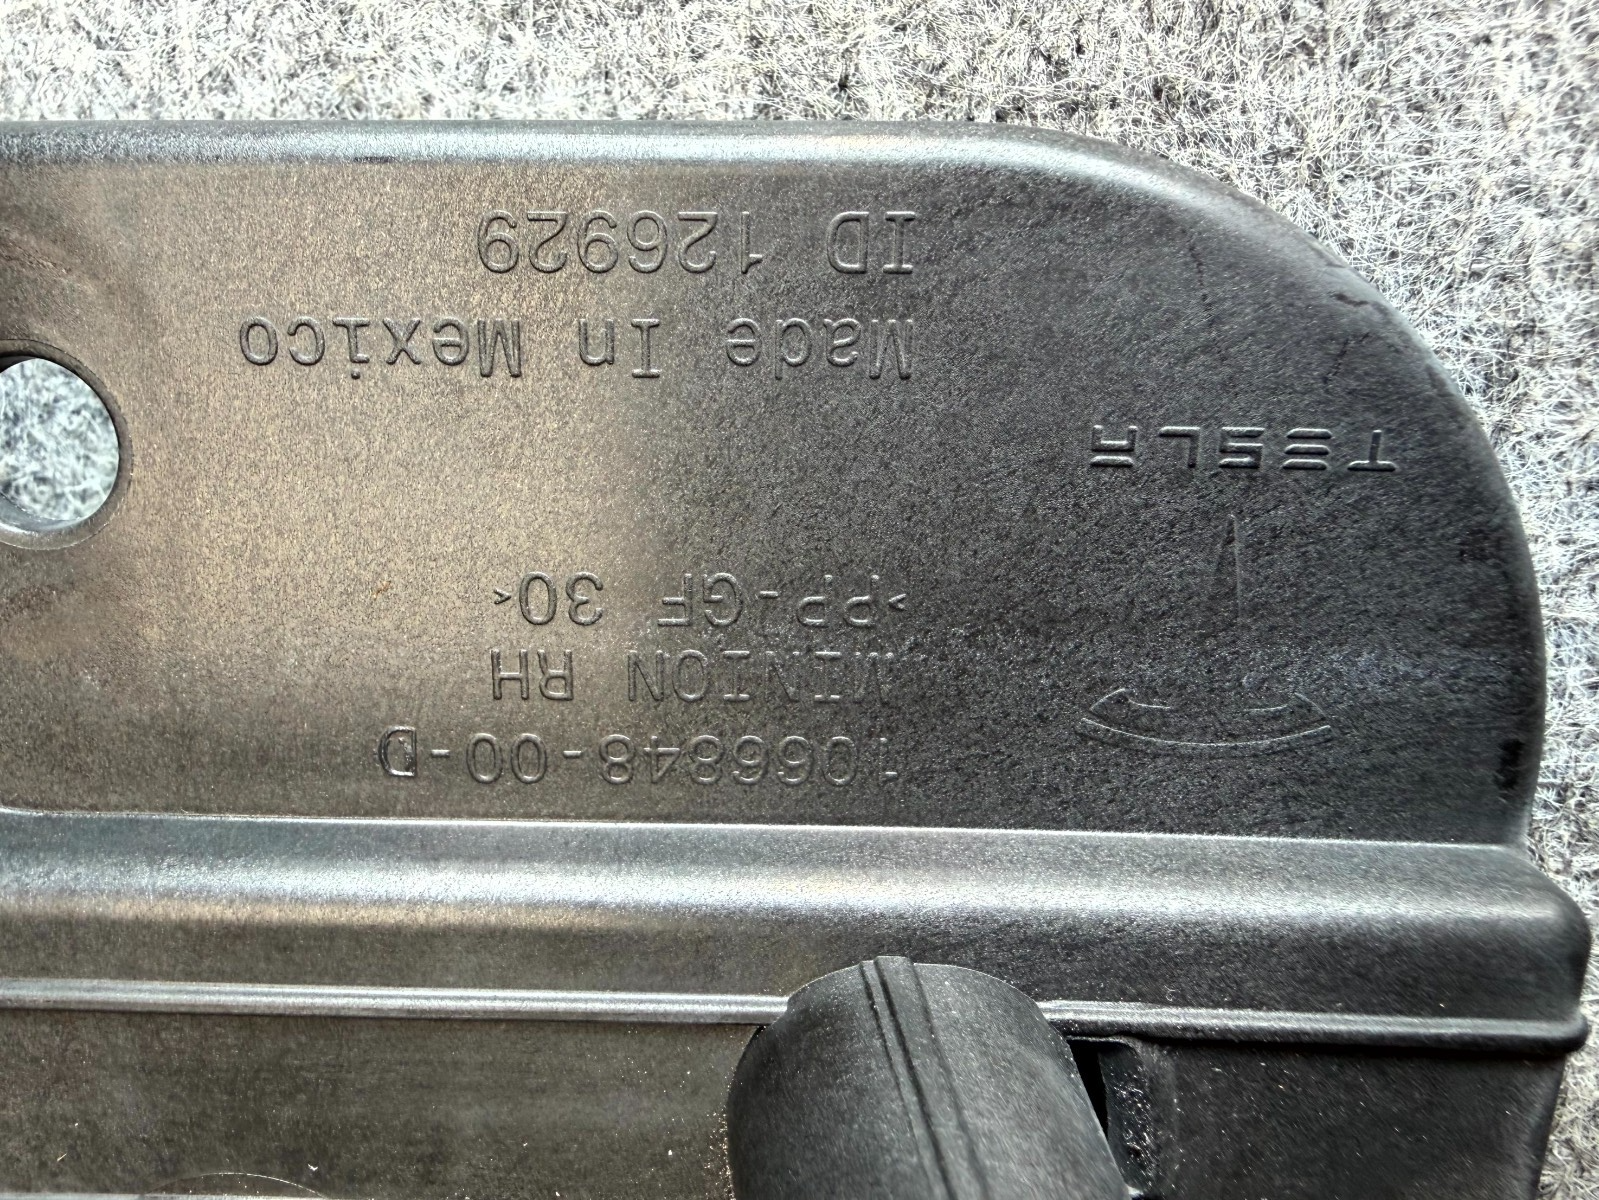 1066848-00-D
MINION RH
>PP-GF 30<
TESLA
Made In Mexico
ID 126929